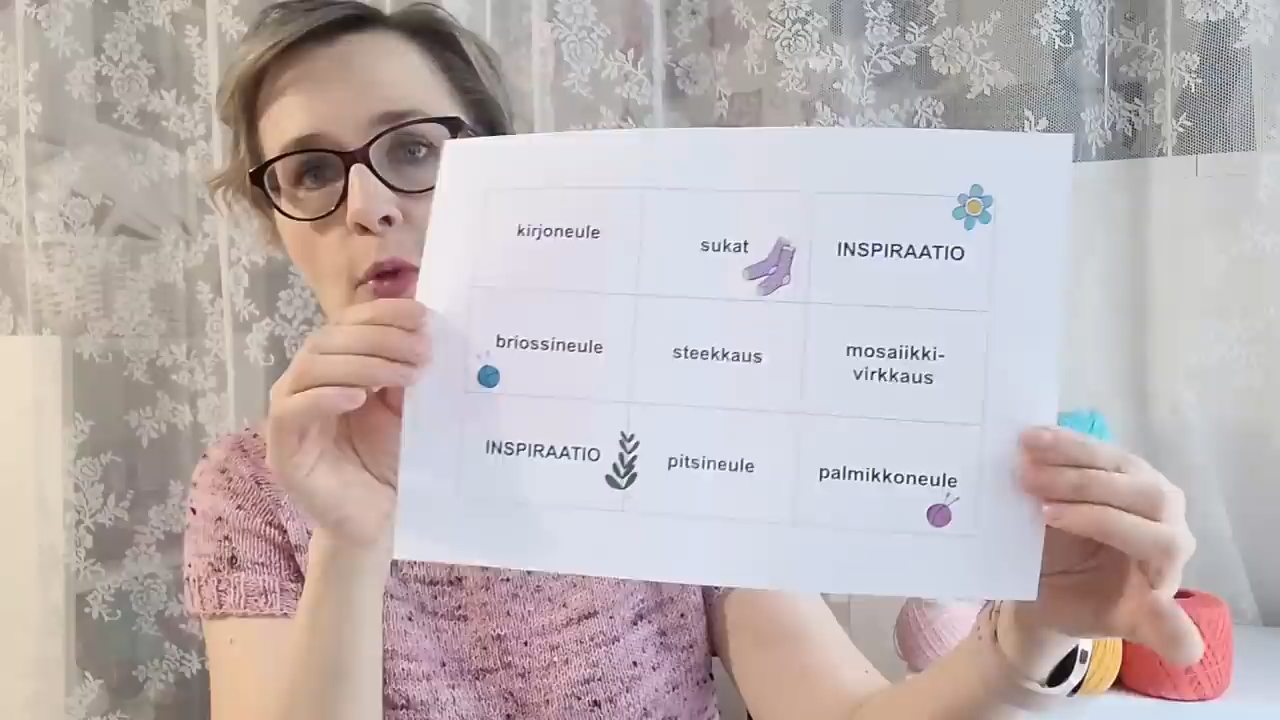 kirjoneule
sukat
INSPIRAATIO
briossineule
steekkaus
mosaiikki-
virkkaus
INSPIRAATIO
pitsineule
palmikkoneule